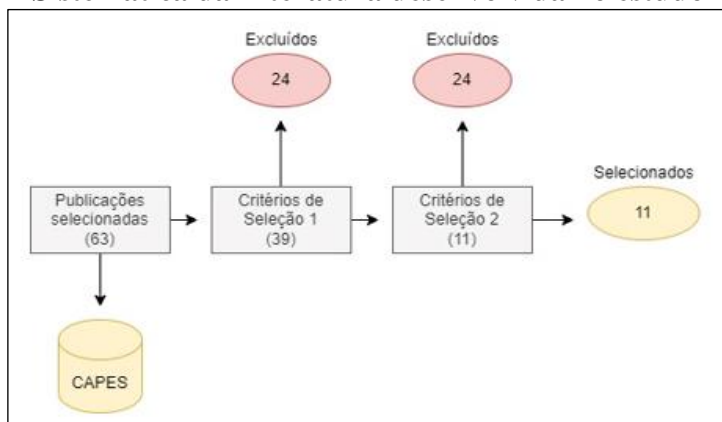 Excluídos
Excluídos
24
24
Selecionados
Publicações
selecionadas
(63)
Critérios de
Seleção 1
(39)
Critérios de
Seleção 2
(11)
11
CAPES